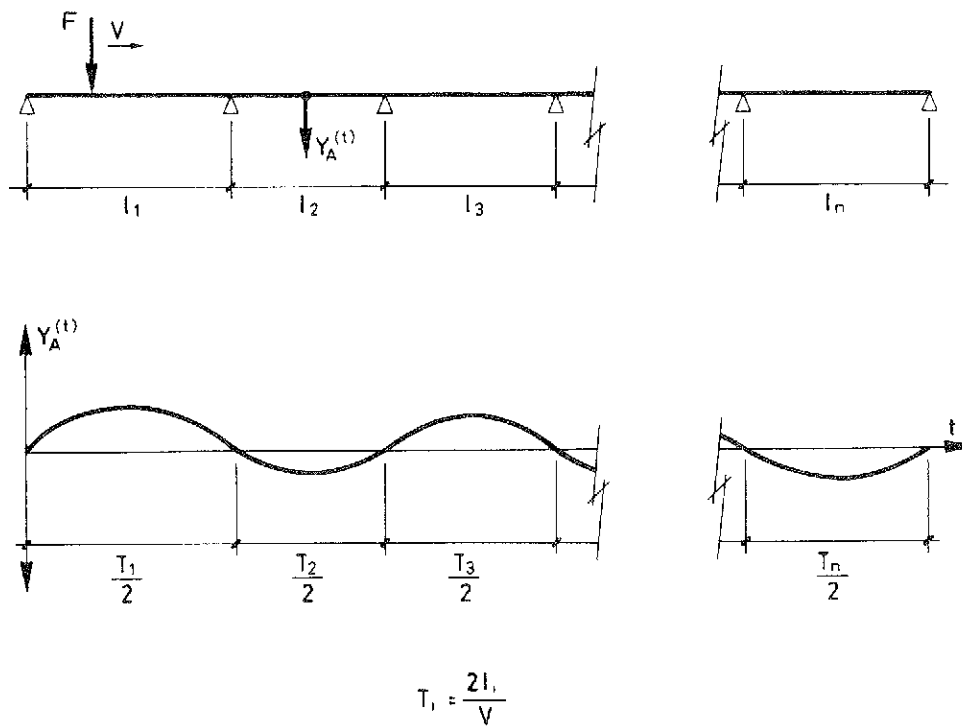 F
V
Y_A^(t)
l_1 l_2 l_3 l_n
Y_A^(t)
t
T_1/2 T_2/2 T_3/2 T_n/2
T_i = 2l_i/V